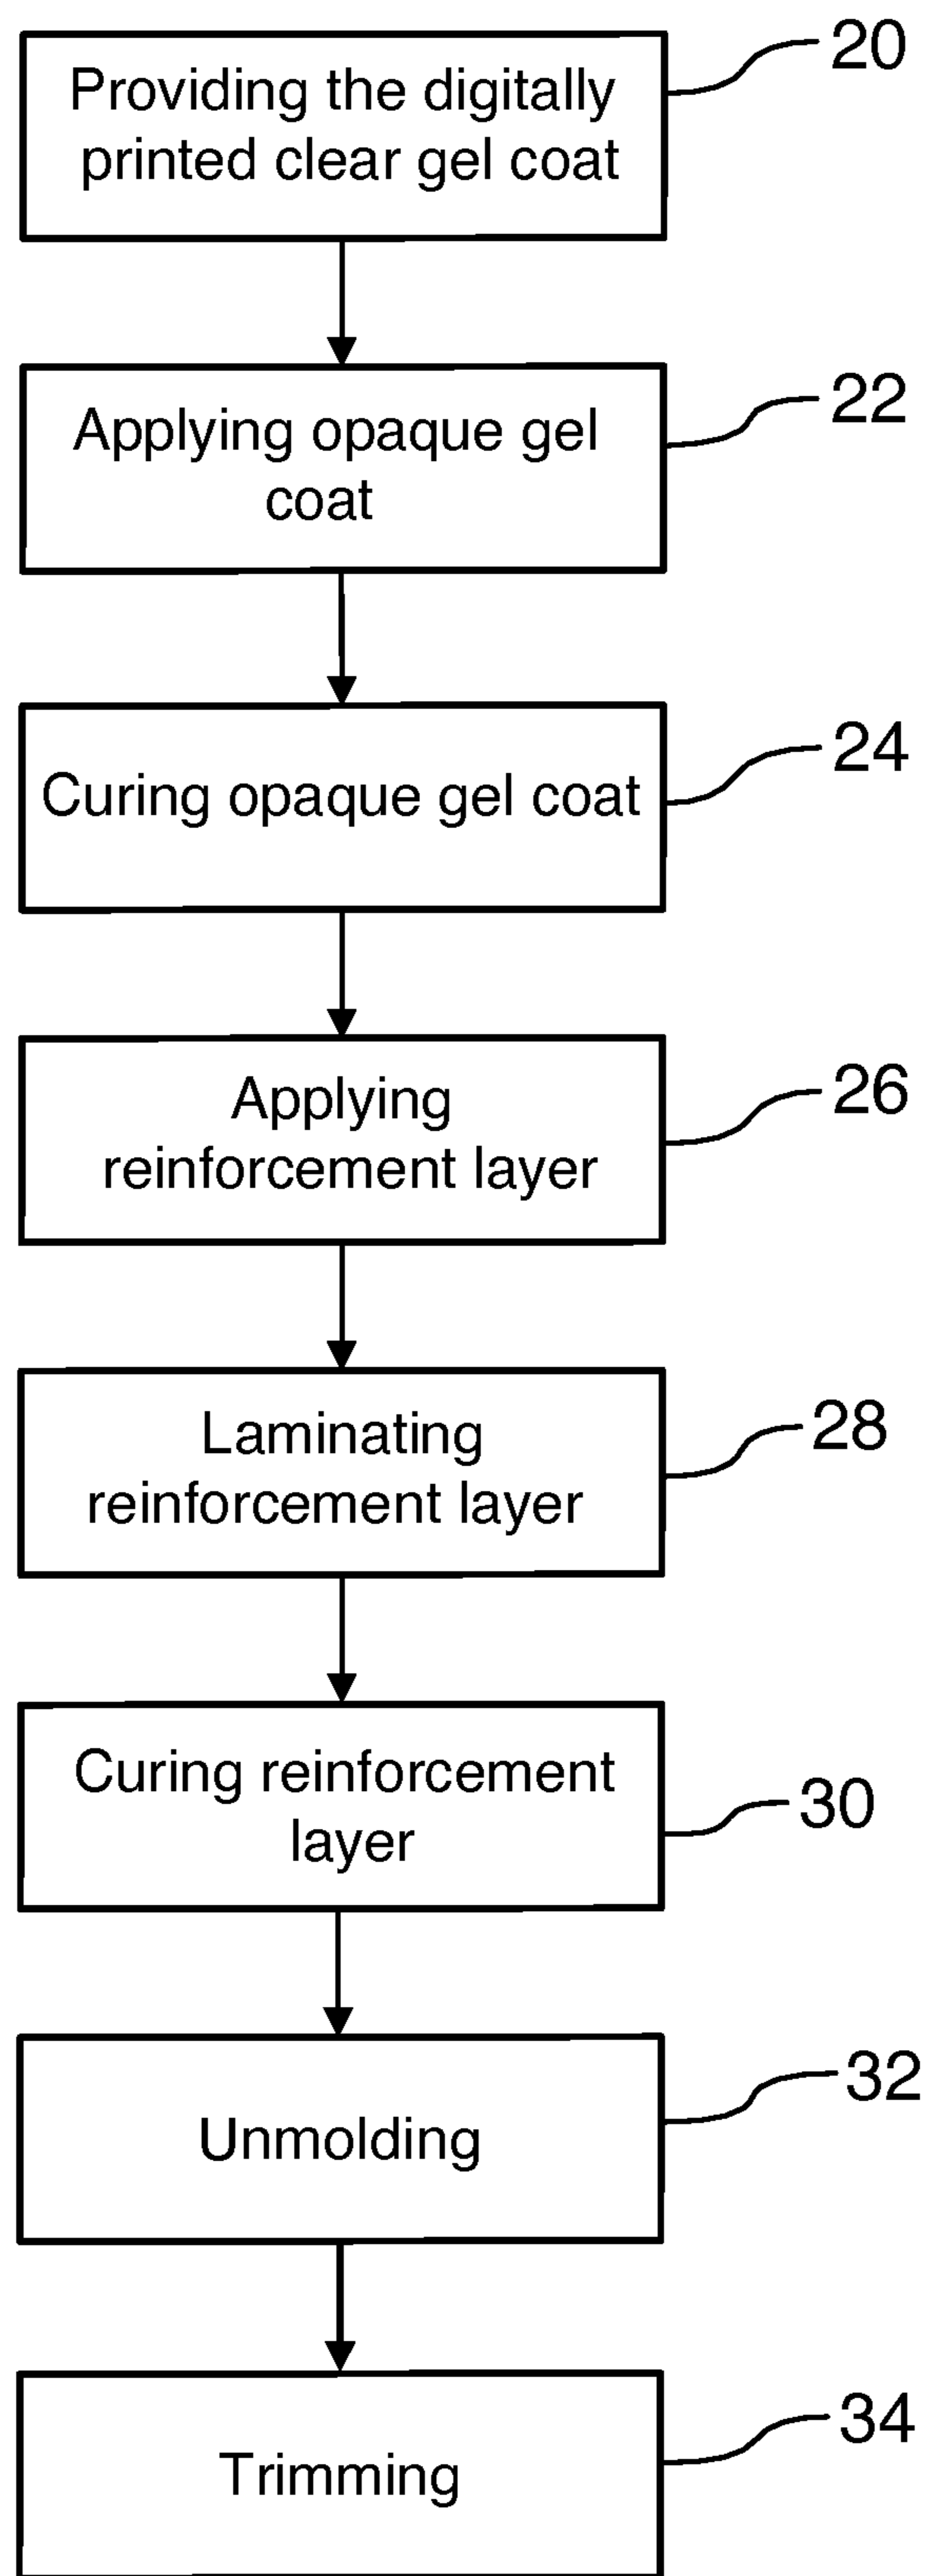 Providing the digitally
printed clear gel coat
20
Applying opaque gel
coat
22
Curing opaque gel coat
24
Applying
reinforcement layer
26
Laminating
reinforcement layer
28
Curing reinforcement
layer
30
Unmolding
32
Trimming
34